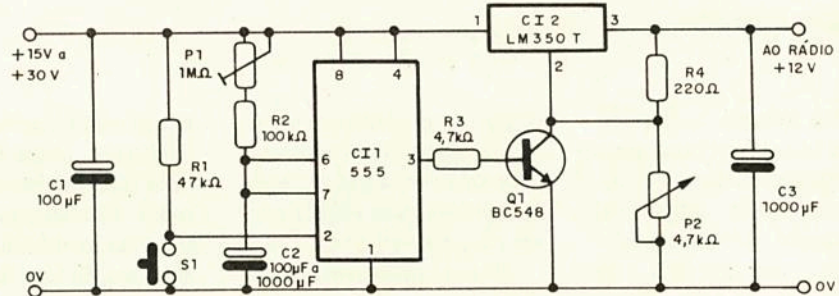 +15V a
+30V
C1
100µF
R1
47kΩ
S1
P1
1MΩ
R2
100kΩ
C2
100µF a
1000µF
8
4
6
7
2
3
1
CI1
555
R3
4,7kΩ
Q1
BC548
1
CI2
LM350T
3
2
R4
220Ω
P2
4,7kΩ
C3
1000µF
AO RÁDIO
+12V
0V
0V